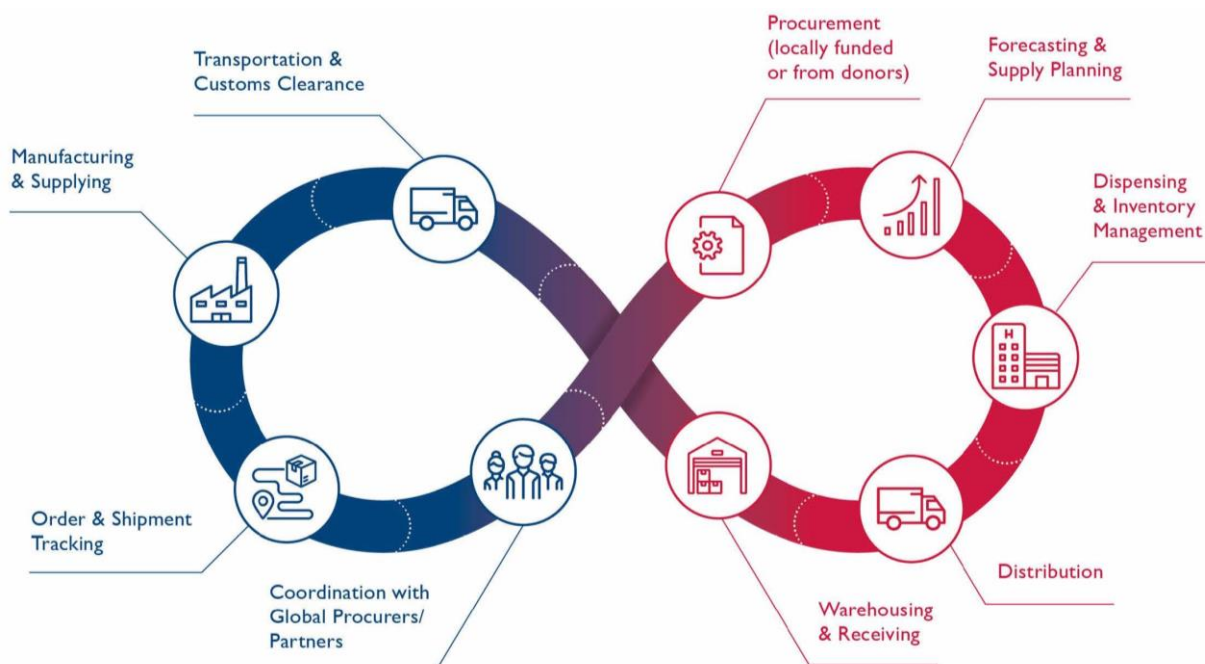 Transportation &
Customs Clearance
Procurement
(locally funded
or from donors)
Forecasting &
Supply Planning
Manufacturing
& Supplying
Dispensing
& Inventory
Management
H
Order & Shipment
Tracking
Coordination with
Global Procurers/
Partners
Warehousing
& Receiving
Distribution